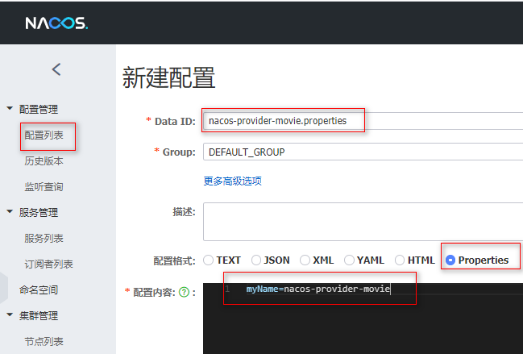 NACOS.
新建配置
配置管理
配置列表
历史版本
监听查询
服务管理
服务列表
订阅者列表
命名空间
集群管理
节点列表
* Data ID: nacos-provider-movie.properties
* Group: DEFAULT_GROUP
更多高级选项
描述:
配置格式: TEXT JSON XML YAML HTML Properties
* 配置内容: ? :
1 myName=nacos-provider-movie